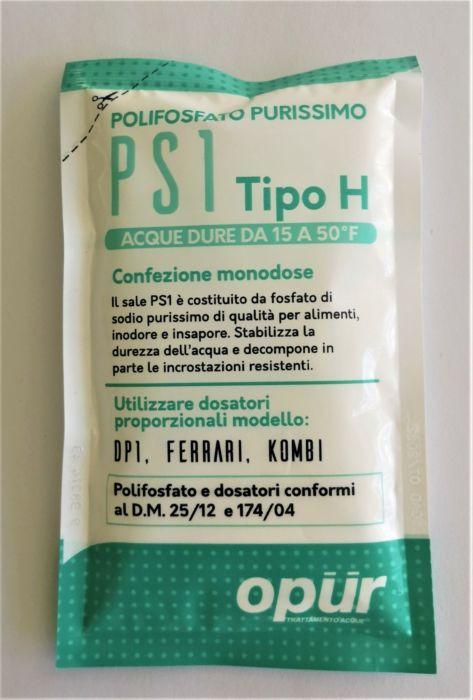 POLIFOSFATO PURISSIMO
PS1 Tipo H
ACQUE DURE DA 15 A 50°F
Confezione monodose
Il sale PS1 è costituito da fosfato di
sodio purissimo di qualità per alimenti,
inodore e insapore. Stabilizza la
durezza dell'acqua e decompone in
parte le incrostazioni resistenti.
Utilizzare dosatori
proporzionali modello:
DP1, FERRARI, KOMBI
Polifosfato e dosatori conformi
al D.M. 25/12 e 174/04
opūr
TRATTAMENTO ACQUE